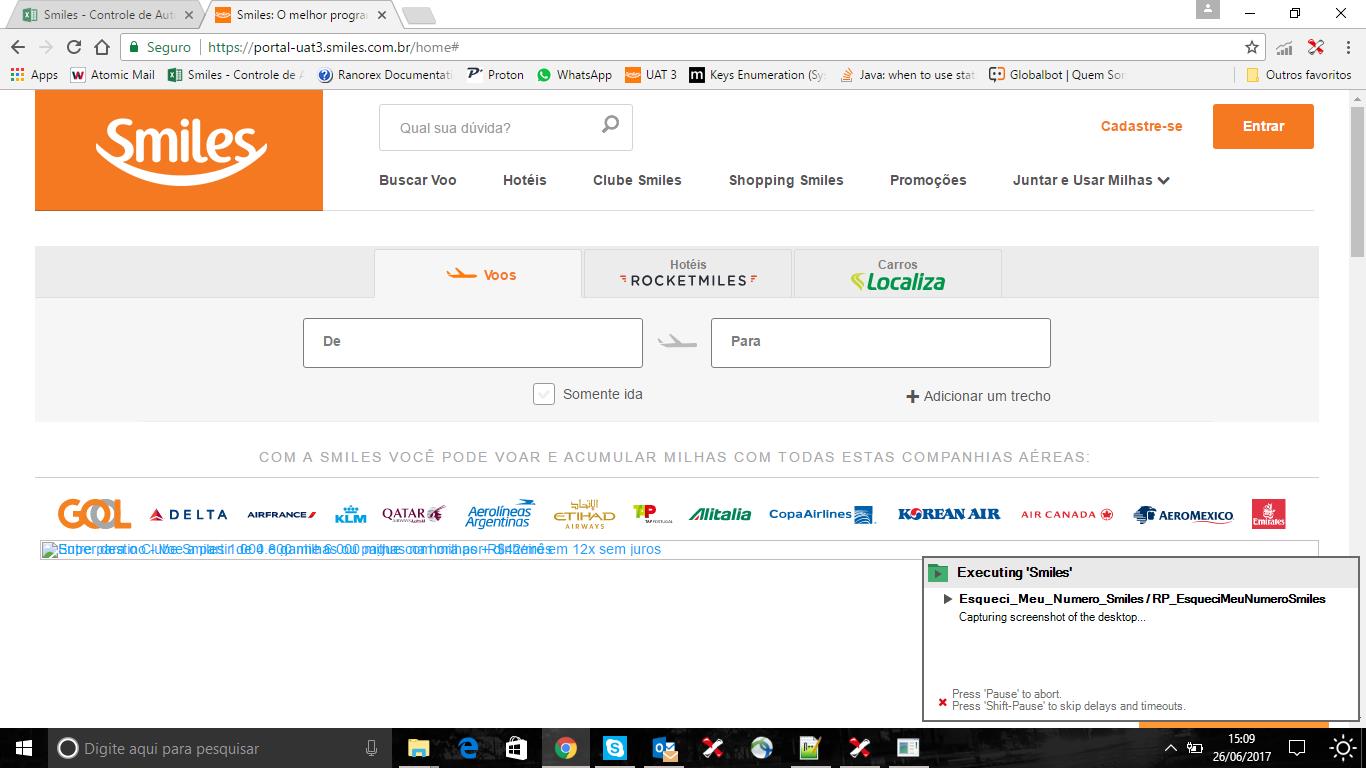 Smiles - Controle de Aut
Smiles: O melhor progra
Seguro
https://portal-uat3.smiles.com.br/home#
Apps
Atomic Mail
Smiles - Controle de A
Ranorex Documentati
Proton
WhatsApp
UAT 3
Keys Enumeration (Sy
Java: when to use stat
Globalbot | Quem Som
Outros favoritos
Smiles
Qual sua dúvida?
Cadastre-se
Entrar
Buscar Voo
Hotéis
Clube Smiles
Shopping Smiles
Promoções
Juntar e Usar Milhas
Voos
Hotéis
ROCKETMILES
Carros
Localiza
De
Para
Somente ida
Adicionar um trecho
COM A SMILES VOCÊ PODE VOAR E ACUMULAR MILHAS COM TODAS ESTAS COMPANHIAS AÉREAS:
GOL
DELTA
AIRFRANCE
KLM
QATAR
AIRWAYS
Aerolíneas
Argentinas
الإتحاد
ETIHAD
AIRWAYS
TAP
TAP PORTUGAL
Alitalia
CopaAirlines
KOREAN AIR
AIR CANADA
AEROMEXICO
Emirates
em 12x sem juros
Executing 'Smiles'
Esqueci_Meu_Numero_Smiles / RP_EsqueciMeuNumeroSmiles
Capturing screenshot of the desktop...
Press 'Pause' to abort.
Press 'Shift-Pause' to skip delays and timeouts.
Digite aqui para pesquisar
15:09
26/06/2017